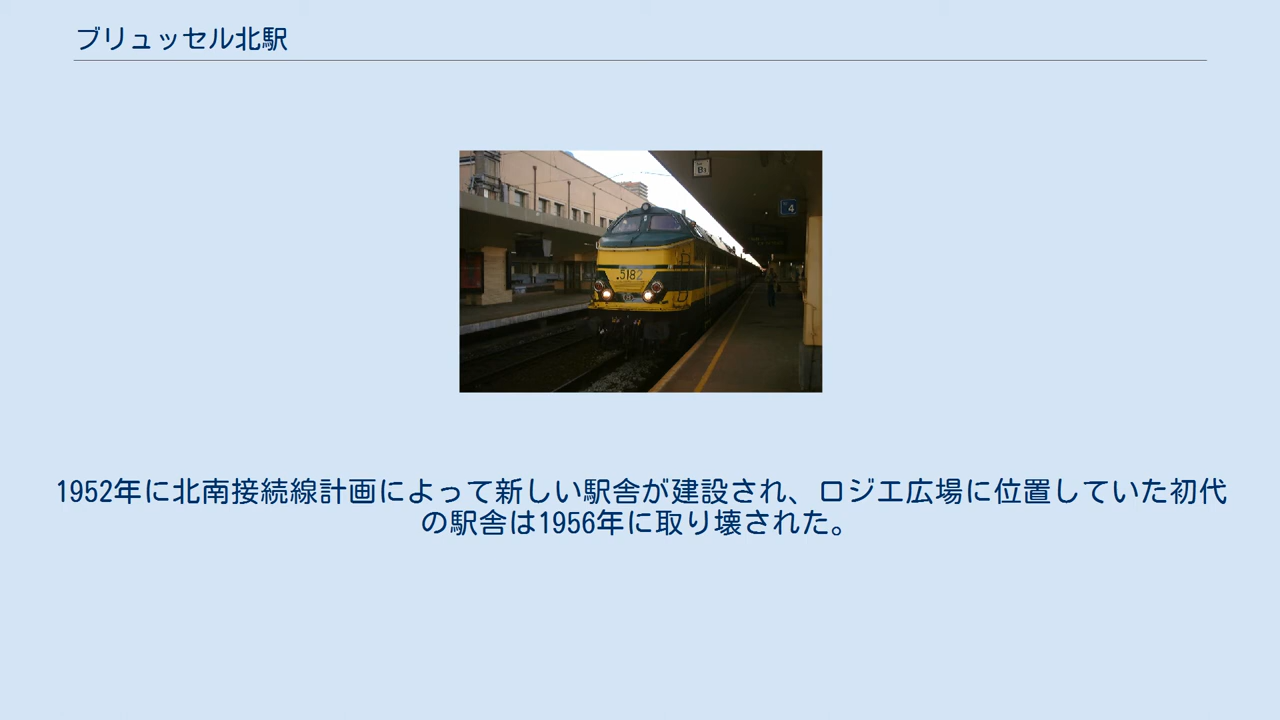 ブリュッセル北駅
4
5182
1952年に北南接続線計画によって新しい駅舎が建設され、ロジエ広場に位置していた初代
の駅舎は1956年に取り壊された。